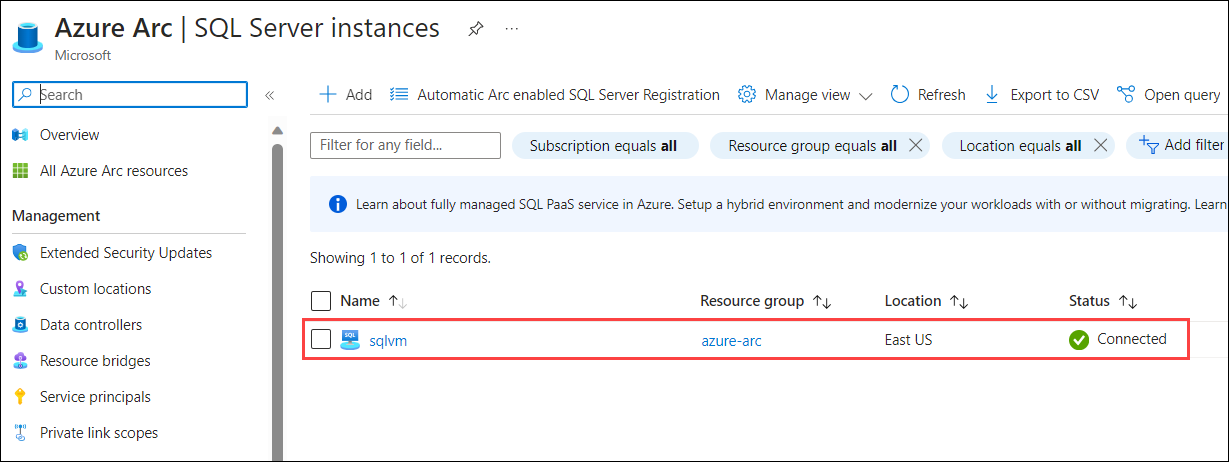 Azure Arc | SQL Server instances
Microsoft
Search
Overview
All Azure Arc resources
Management
Extended Security Updates
Custom locations
Data controllers
Resource bridges
Service principals
Private link scopes
Add Automatic Arc enabled SQL Server Registration Manage view Refresh Export to CSV Open query
Filter for any field... Subscription equals all Resource group equals all Location equals all Add filter
Learn about fully managed SQL PaaS service in Azure. Setup a hybrid environment and modernize your workloads with or without migrating. Learn
Showing 1 to 1 of 1 records.
Name Resource group Location Status
SQL sqlvm azure-arc East US Connected